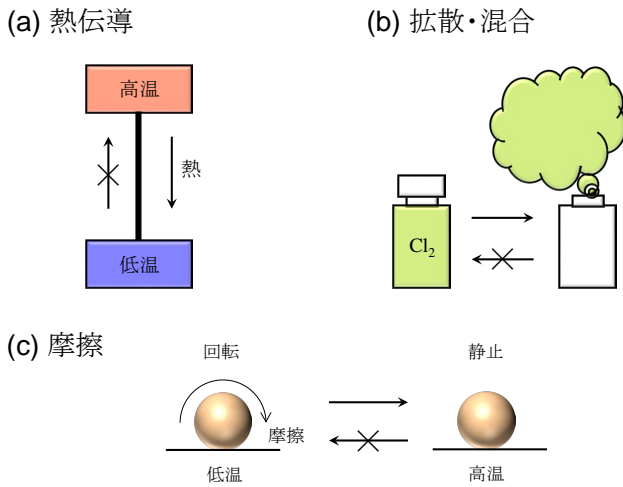 (a) 熱伝導
(b) 拡散・混合
高温
熱
低温
Cl₂
(c) 摩擦
回転
静止
摩擦
低温
高温